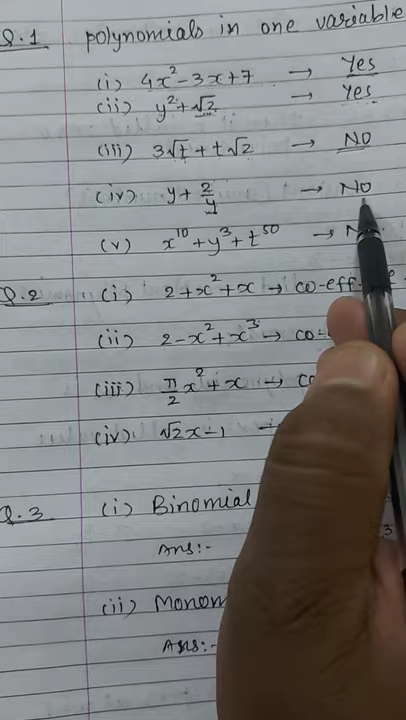 Q.1 polynomials in one variable
(i) 4x²-3x+7 → Yes
(ii) y²+√2 → Yes
(iii) 3√t + t√2 → NO
(iv) y + 2/y → NO
(v) x¹⁰+y³+t⁵⁰ →
Q.2 (i) 2+x²+x → co-eff
(ii) 2-x²+x³ → co-
(iii) π/2 x²+x →
(iv) √2x-1 →
Q.3 (i) Binomial
Ans:-
3
(ii) Monom
Ans:-